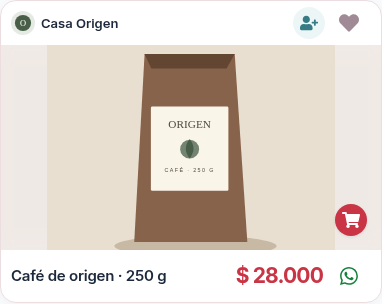 O
Casa Origen
ORIGEN
CAFÉ · 250 G
Café de origen · 250 g
$ 28.000